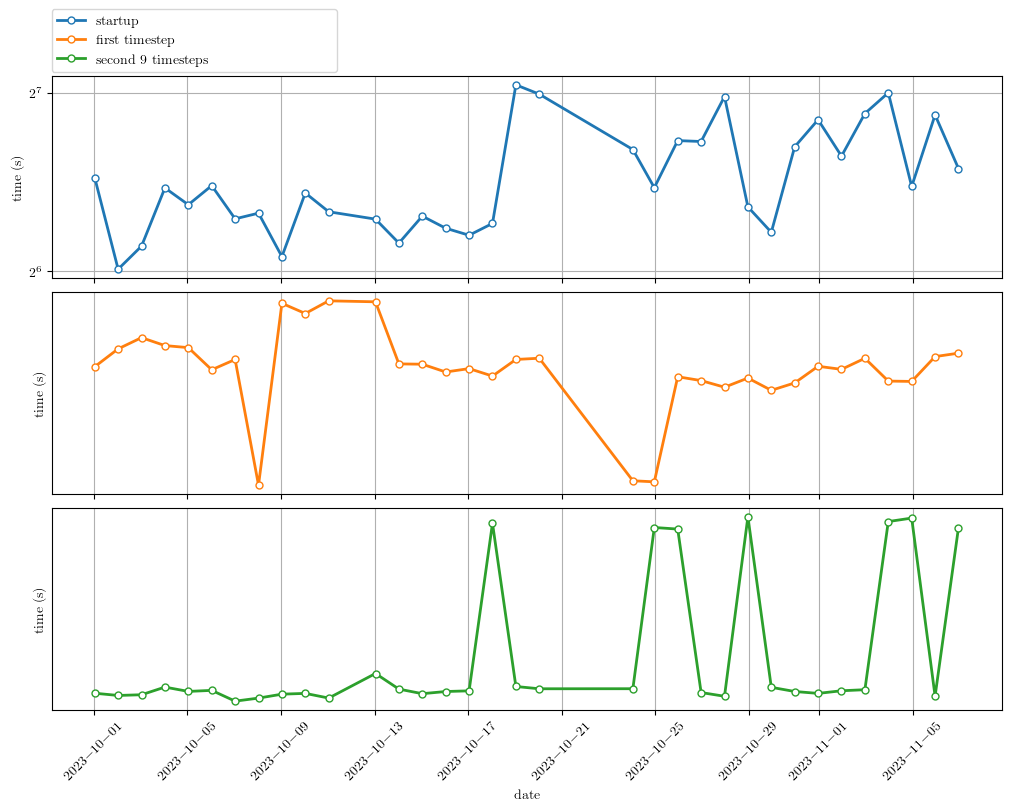 startup
first timestep
second 9 timesteps
2^7
time (s)
2^6
time (s)
time (s)
2023−10−01 2023−10−05 2023−10−09 2023−10−13 2023−10−17 2023−10−21 2023−10−25 2023−10−29 2023−11−01 2023−11−05
date